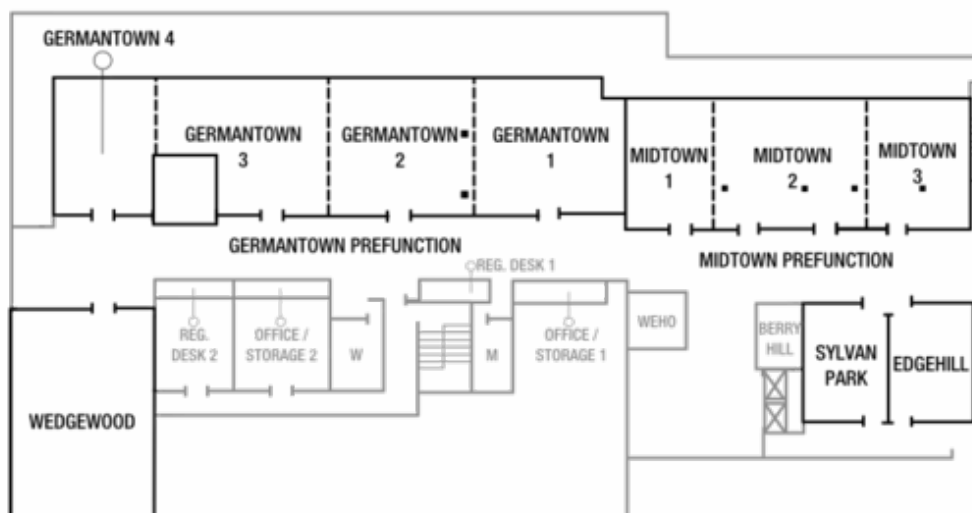 GERMANTOWN 4
GERMANTOWN
3
GERMANTOWN
2
GERMANTOWN
1
MIDTOWN
1
MIDTOWN
2
MIDTOWN
3
GERMANTOWN PREFUNCTION
MIDTOWN PREFUNCTION
REG. DESK 1
REG.
DESK 2
OFFICE /
STORAGE 2
W
M
OFFICE /
STORAGE 1
WEHO
BERRY
HILL
SYLVAN
PARK
EDGEHILL
WEDGEWOOD